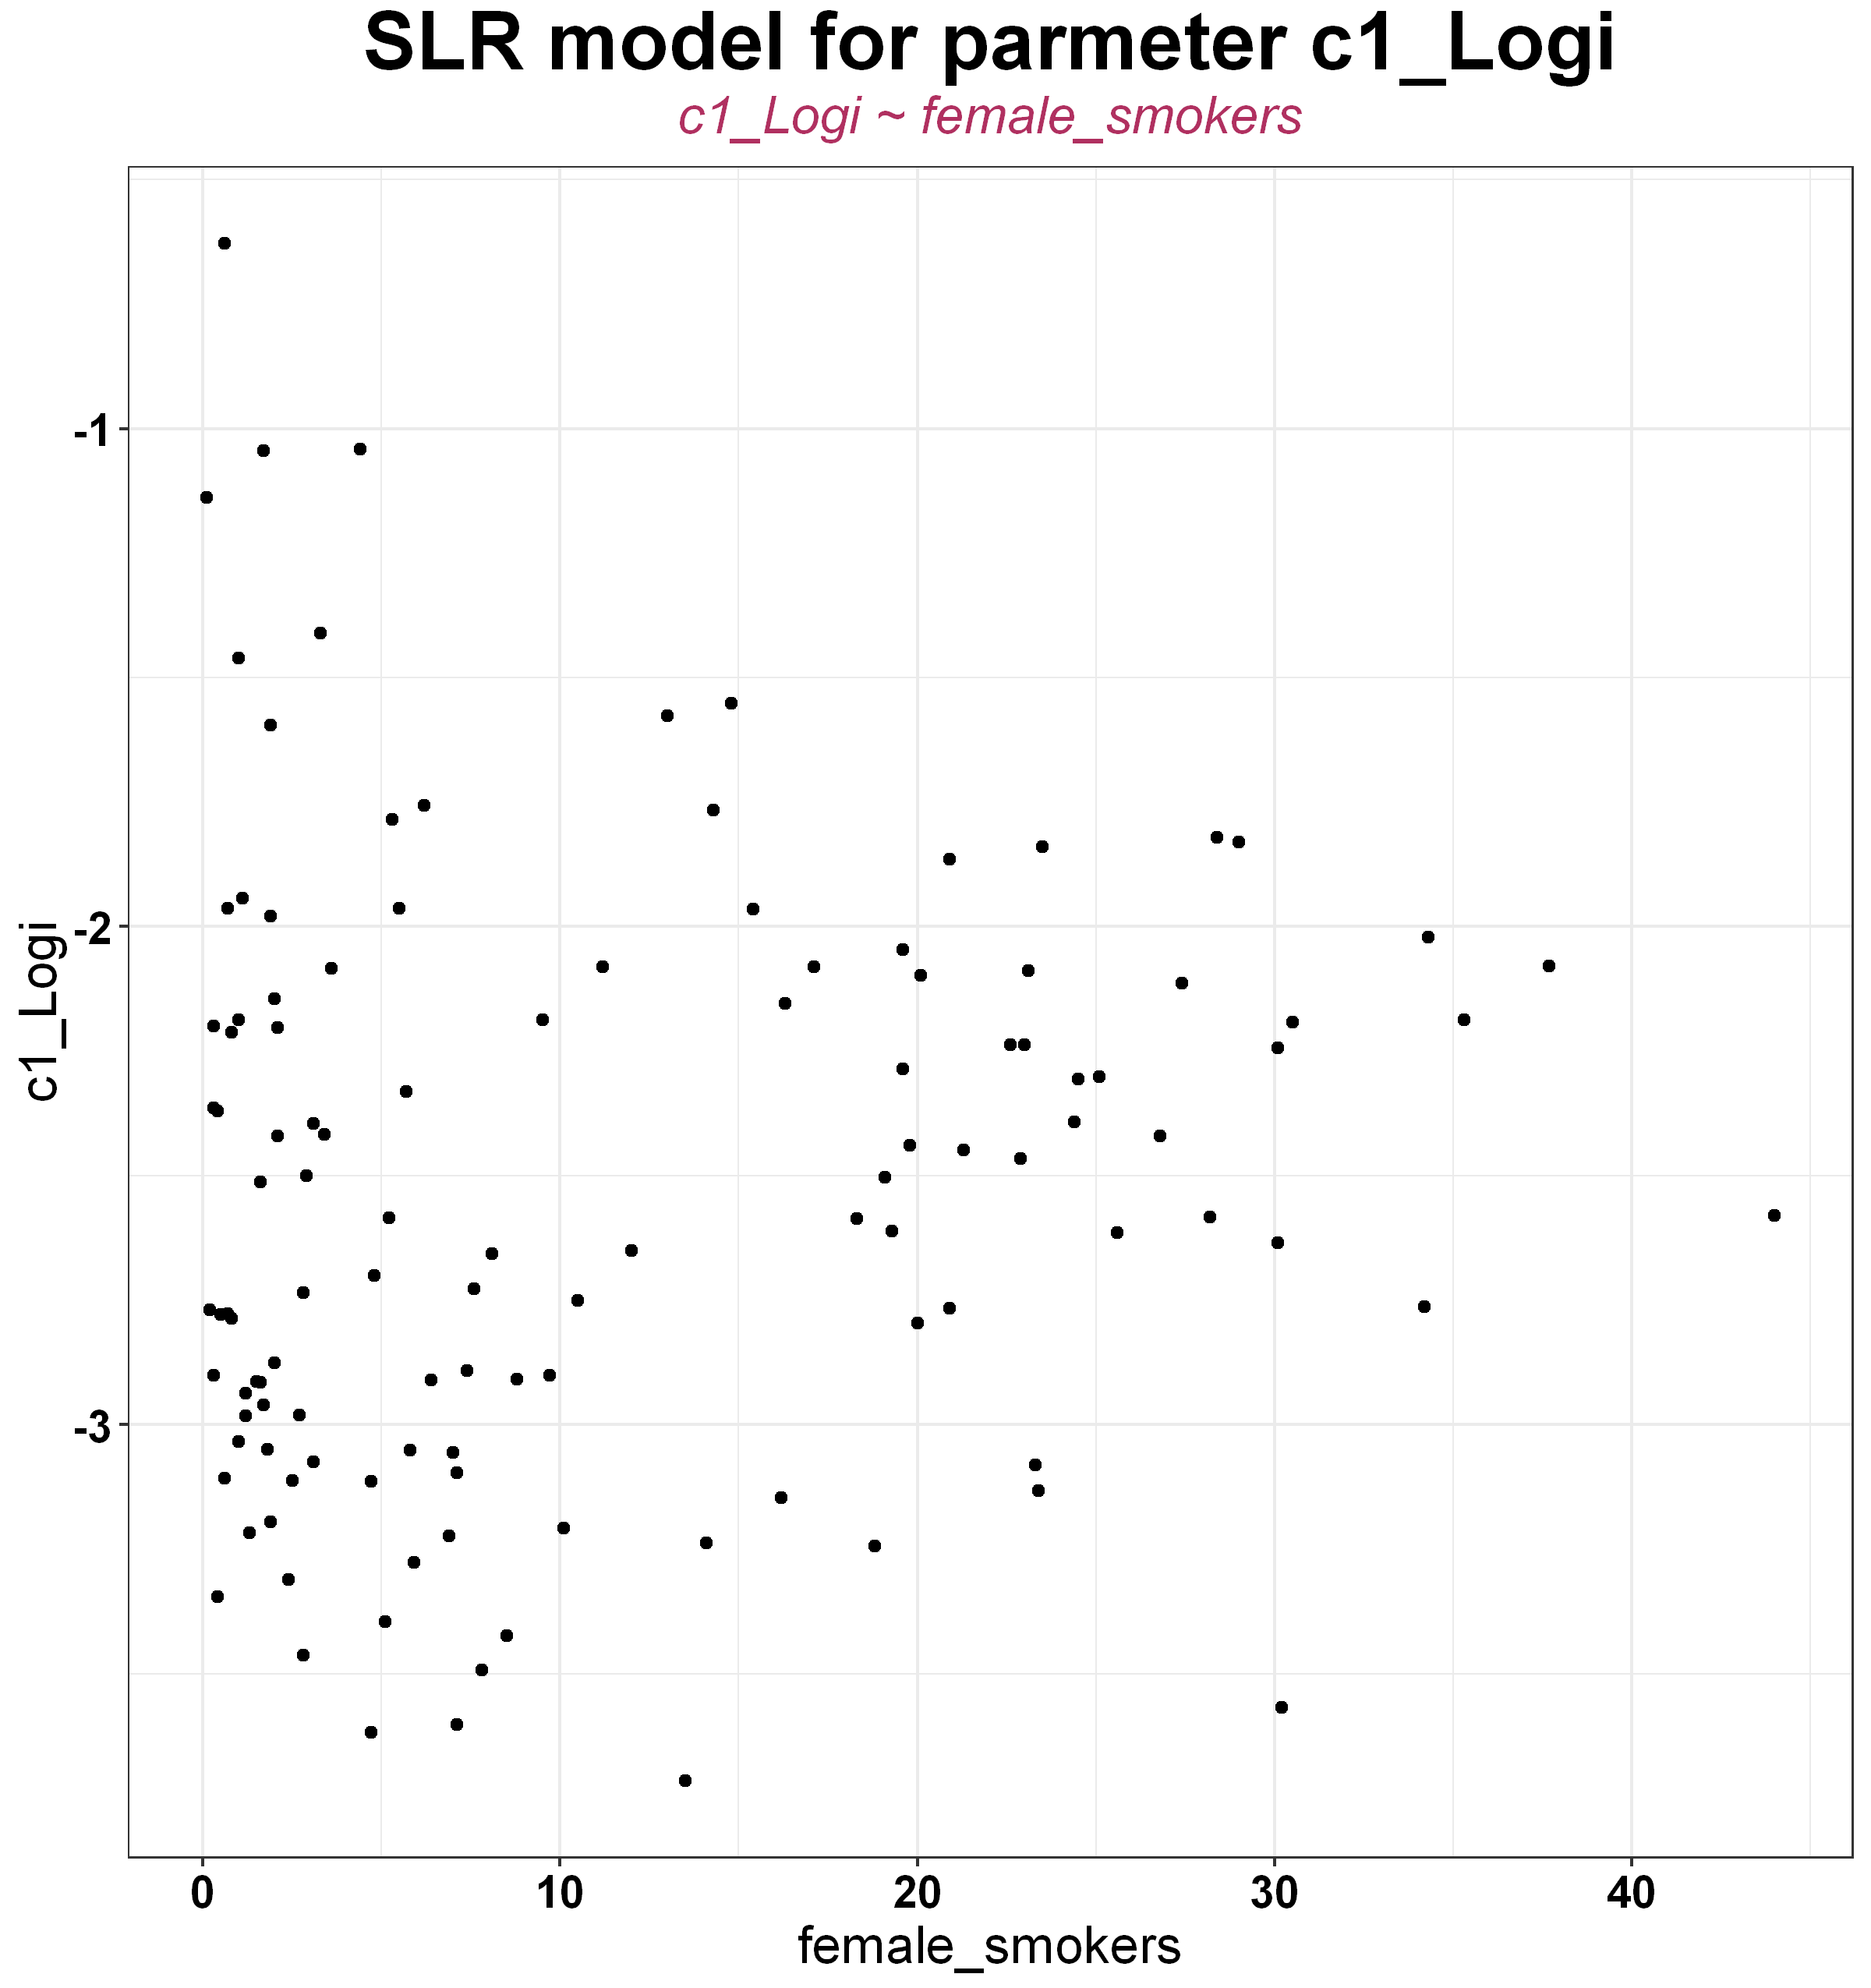 SLR model for parmeter c1_Logi
c1_Logi ~ female_smokers
-1
-2
-3
c1_Logi
0 10 20 30 40
female_smokers